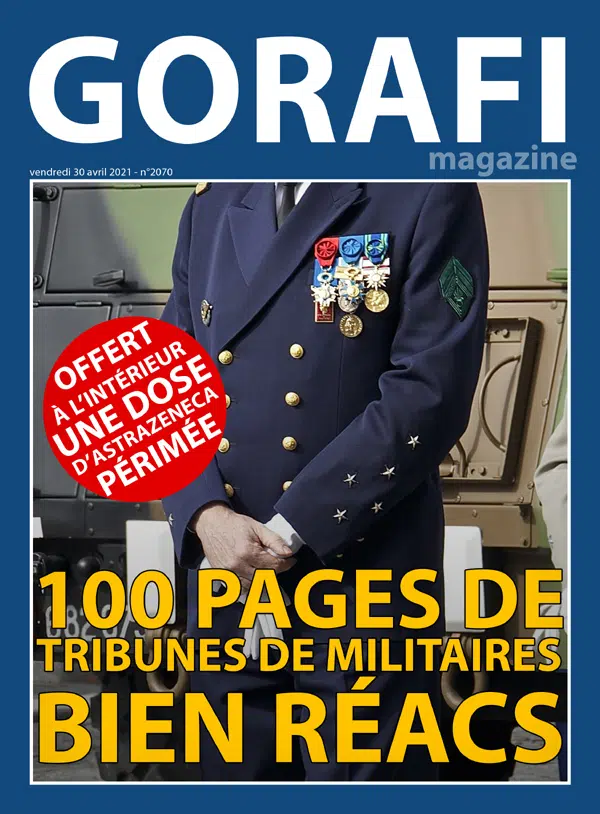 GORAFI
magazine
vendredi 30 avril 2021 - n°2070
OFFERT
À L'INTÉRIEUR
UNE DOSE
D'ASTRAZENECA
PÉRIMÉE
100 PAGES DE
TRIBUNES DE MILITAIRES
BIEN RÉACS